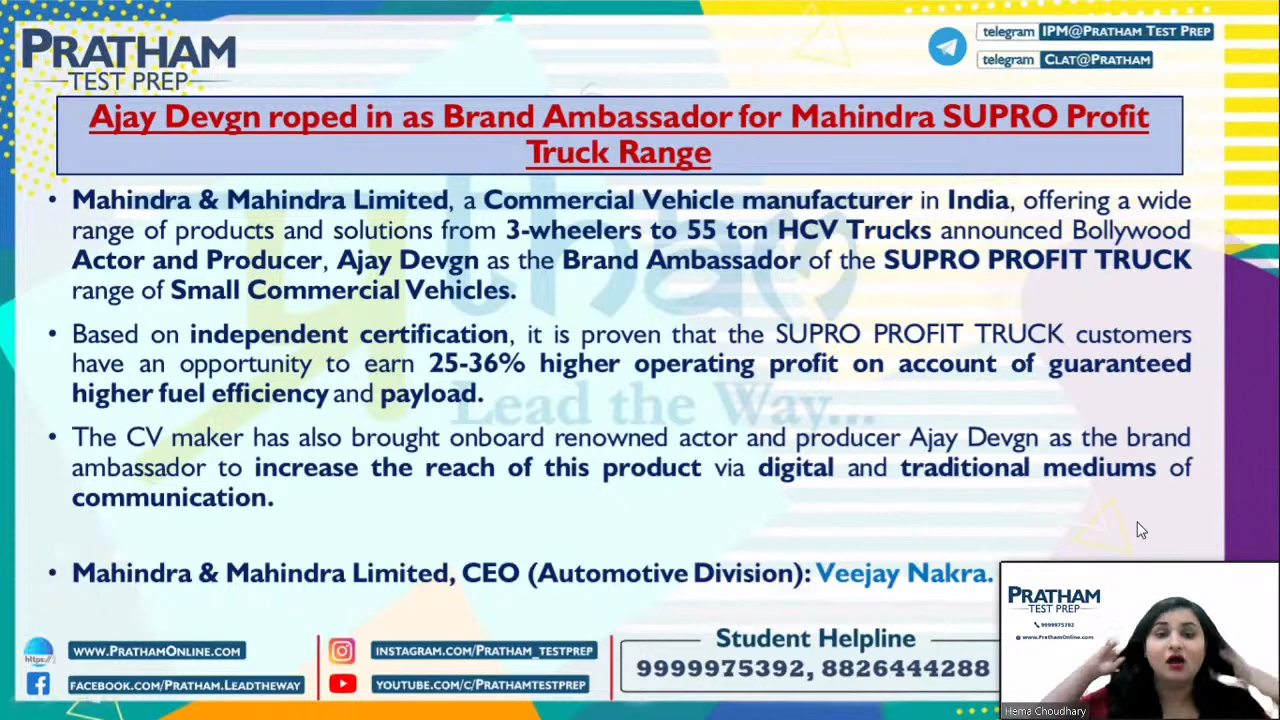 PRATHAM
TEST PREP
telegram IPM@PRATHAM TEST PREP
telegram CLAT@PRATHAM
Ajay Devgn roped in as Brand Ambassador for Mahindra SUPRO Profit
Truck Range
• Mahindra & Mahindra Limited, a Commercial Vehicle manufacturer in India, offering a wide
range of products and solutions from 3-wheelers to 55 ton HCV Trucks announced Bollywood
Actor and Producer, Ajay Devgn as the Brand Ambassador of the SUPRO PROFIT TRUCK
range of Small Commercial Vehicles.
• Based on independent certification, it is proven that the SUPRO PROFIT TRUCK customers
have an opportunity to earn 25-36% higher operating profit on account of guaranteed
higher fuel efficiency and payload.
Lead the Way...
• The CV maker has also brought onboard renowned actor and producer Ajay Devgn as the brand
ambassador to increase the reach of this product via digital and traditional mediums of
communication.
• Mahindra & Mahindra Limited, CEO (Automotive Division): Veejay Nakra.
https://
WWW.PRATHAMONLINE.COM
FACEBOOK.COM/PRATHAM.LEADTHEWAY
INSTAGRAM.COM/PRATHAM_TESTPREP
YOUTUBE.COM/C/PRATHAMTESTPREP
Student Helpline
9999975392, 8826444288
PRATHAM
TEST PREP
9999975392
www.PrathamOnline.com
Hema Choudhary